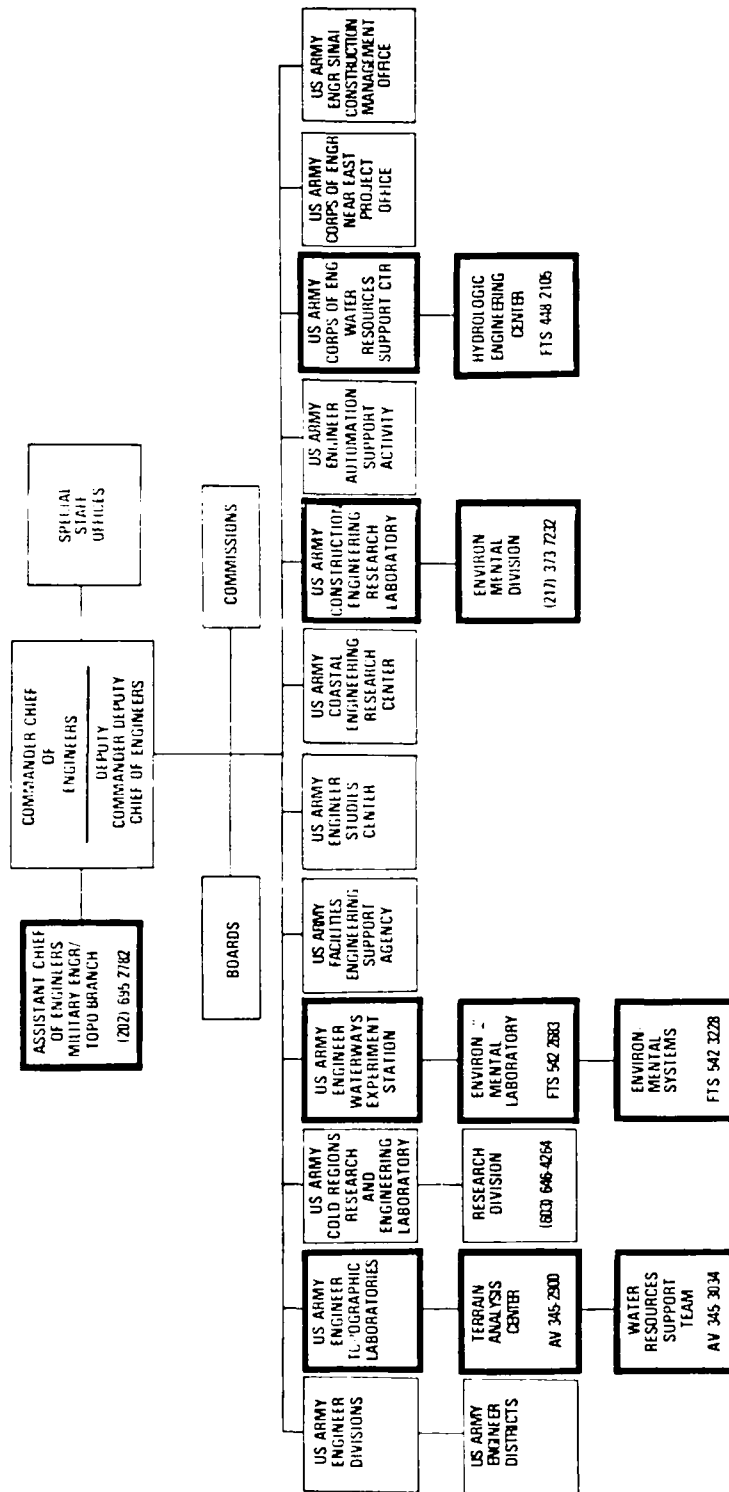 COMMANDER CHIEF
OF
ENGINEERS
DEPUTY
COMMANDER DEPUTY
CHIEF OF ENGINEERS
SPECIAL
STAFF
OFFICES
ASSISTANT CHIEF
OF ENGINEERS
MILITARY ENGR/
TOPO BRANCH
(202) 695 2782
BOARDS
COMMISSIONS
US ARMY
ENGINEER
DIVISIONS
US ARMY
ENGINEER
DISTRICTS
US ARMY
ENGINEER
TOPOGRAPHIC
LABORATORIES
TERRAIN
ANALYSIS
CENTER
AV 345-2900
WATER
RESOURCES
SUPPORT
TEAM
AV 345 3034
US ARMY
COLD REGIONS
RESEARCH
AND
ENGINEERING
LABORATORY
RESEARCH
DIVISION
(603) 646-4264
US ARMY
ENGINEER
WATERWAYS
EXPERIMENT
STATION
ENVIRON -
MENTAL
LABORATORY
FTS 542 2683
ENVIRON-
MENTAL
SYSTEMS
FTS 542 3228
US ARMY
FACILITIES
ENGINEERING
SUPPORT
AGENCY
US ARMY
ENGINEER
STUDIES
CENTER
US ARMY
COASTAL
ENGINEERING
RESEARCH
CENTER
US ARMY
CONSTRUCTION
ENGINEERING
RESEARCH
LABORATORY
ENVIRON
MENTAL
DIVISION
(217) 373 7232
US ARMY
ENGINEER
AUTOMATION
SUPPORT
ACTIVITY
US ARMY
CORPS OF ENG
WATER
RESOURCES
SUPPORT CTR
HYDROLOGIC
ENGINEERING
CENTER
FTS 448 2105
US ARMY
CORPS OF ENGR
NEAR EAST
PROJECT
OFFICE
US ARMY
ENGR SINAI
CONSTRUCTION
MANAGEMENT
OFFICE